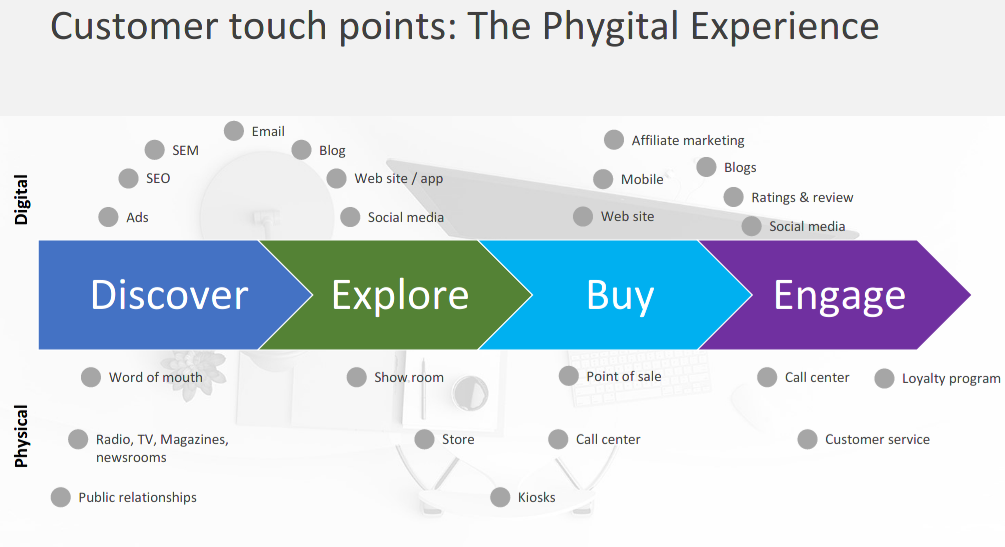 Customer touch points: The Phygital Experience
Digital
Email
SEM
Blog
SEO
Web site / app
Ads
Social media
Affiliate marketing
Blogs
Mobile
Ratings & review
Web site
Social media
Discover
Explore
Buy
Engage
Physical
Word of mouth
Show room
Point of sale
Call center
Loyalty program
Radio, TV, Magazines,
newsrooms
Store
Call center
Customer service
Public relationships
Kiosks